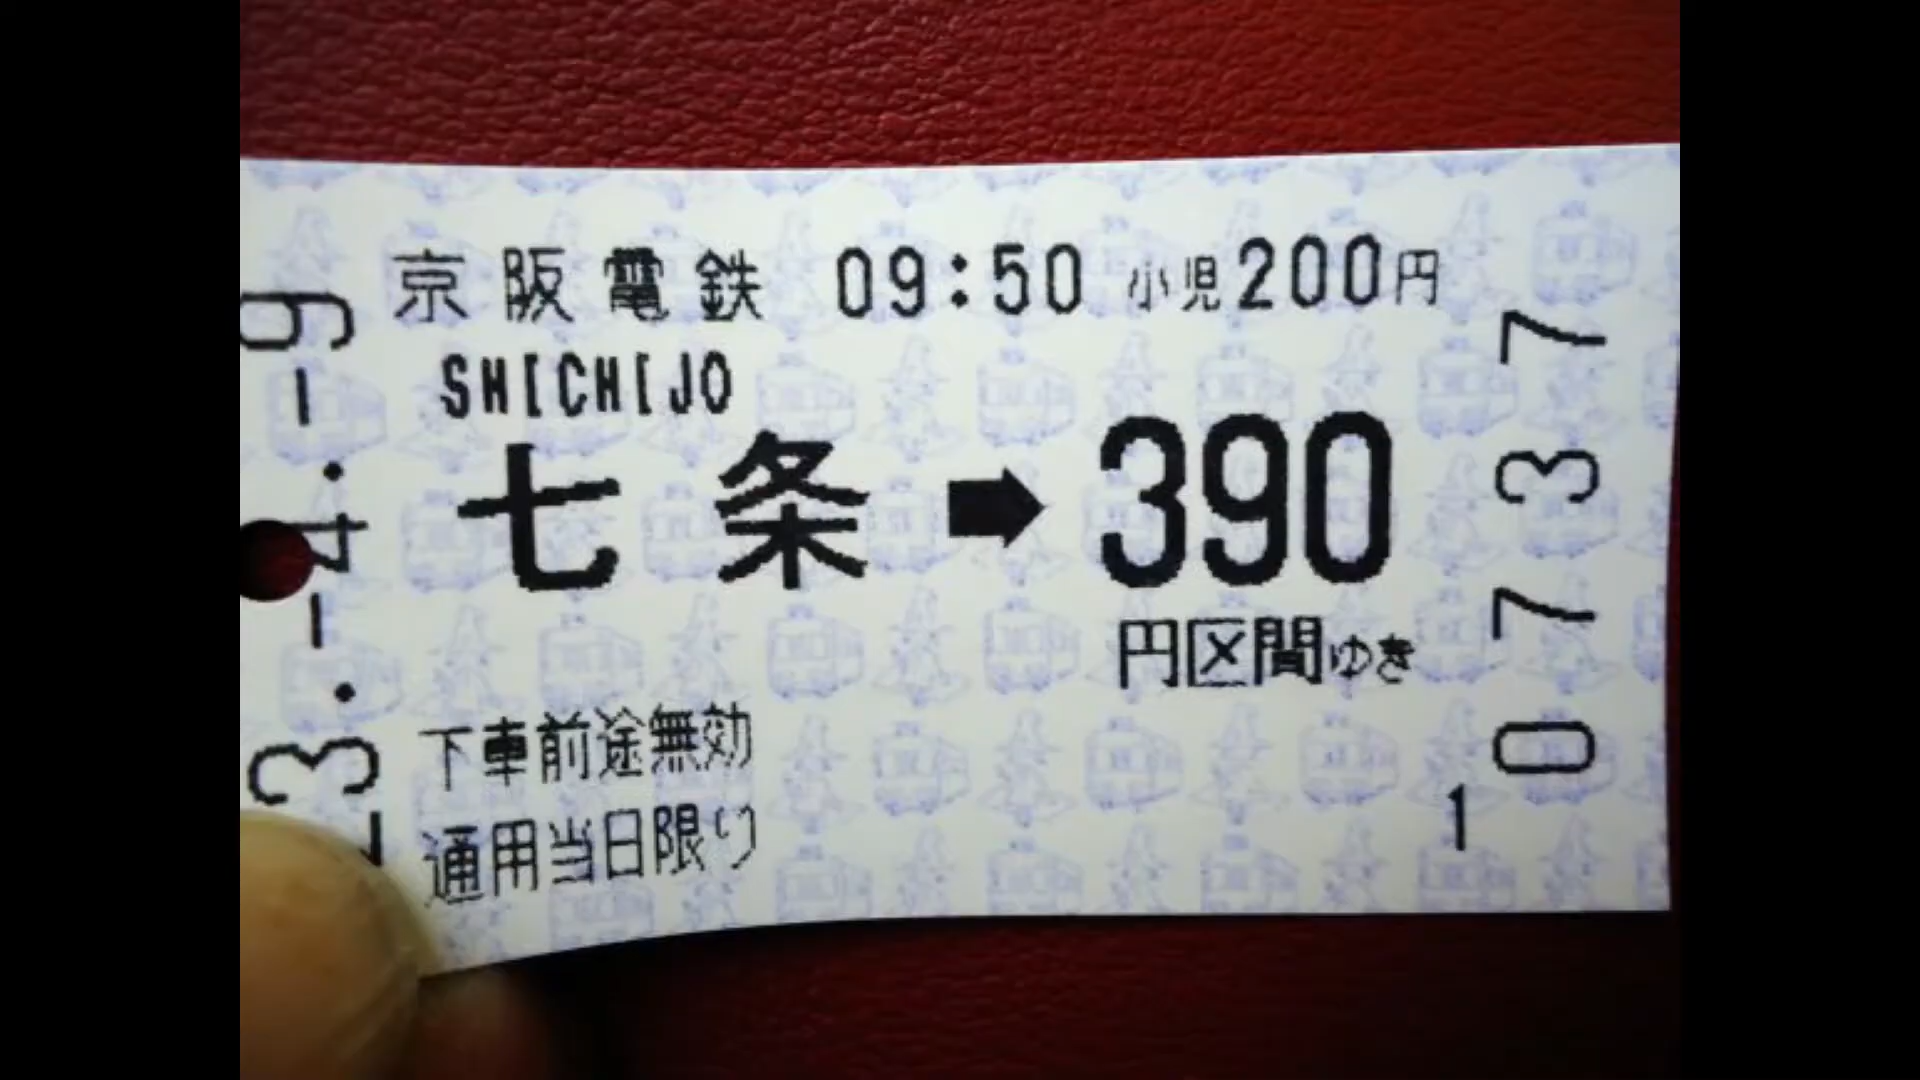 京阪電鉄 09:50 小児200円
SHICHIJO
七条➡390
円区間ゆき
下車前途無効
通用当日限り
23.-4.-9
0737
1